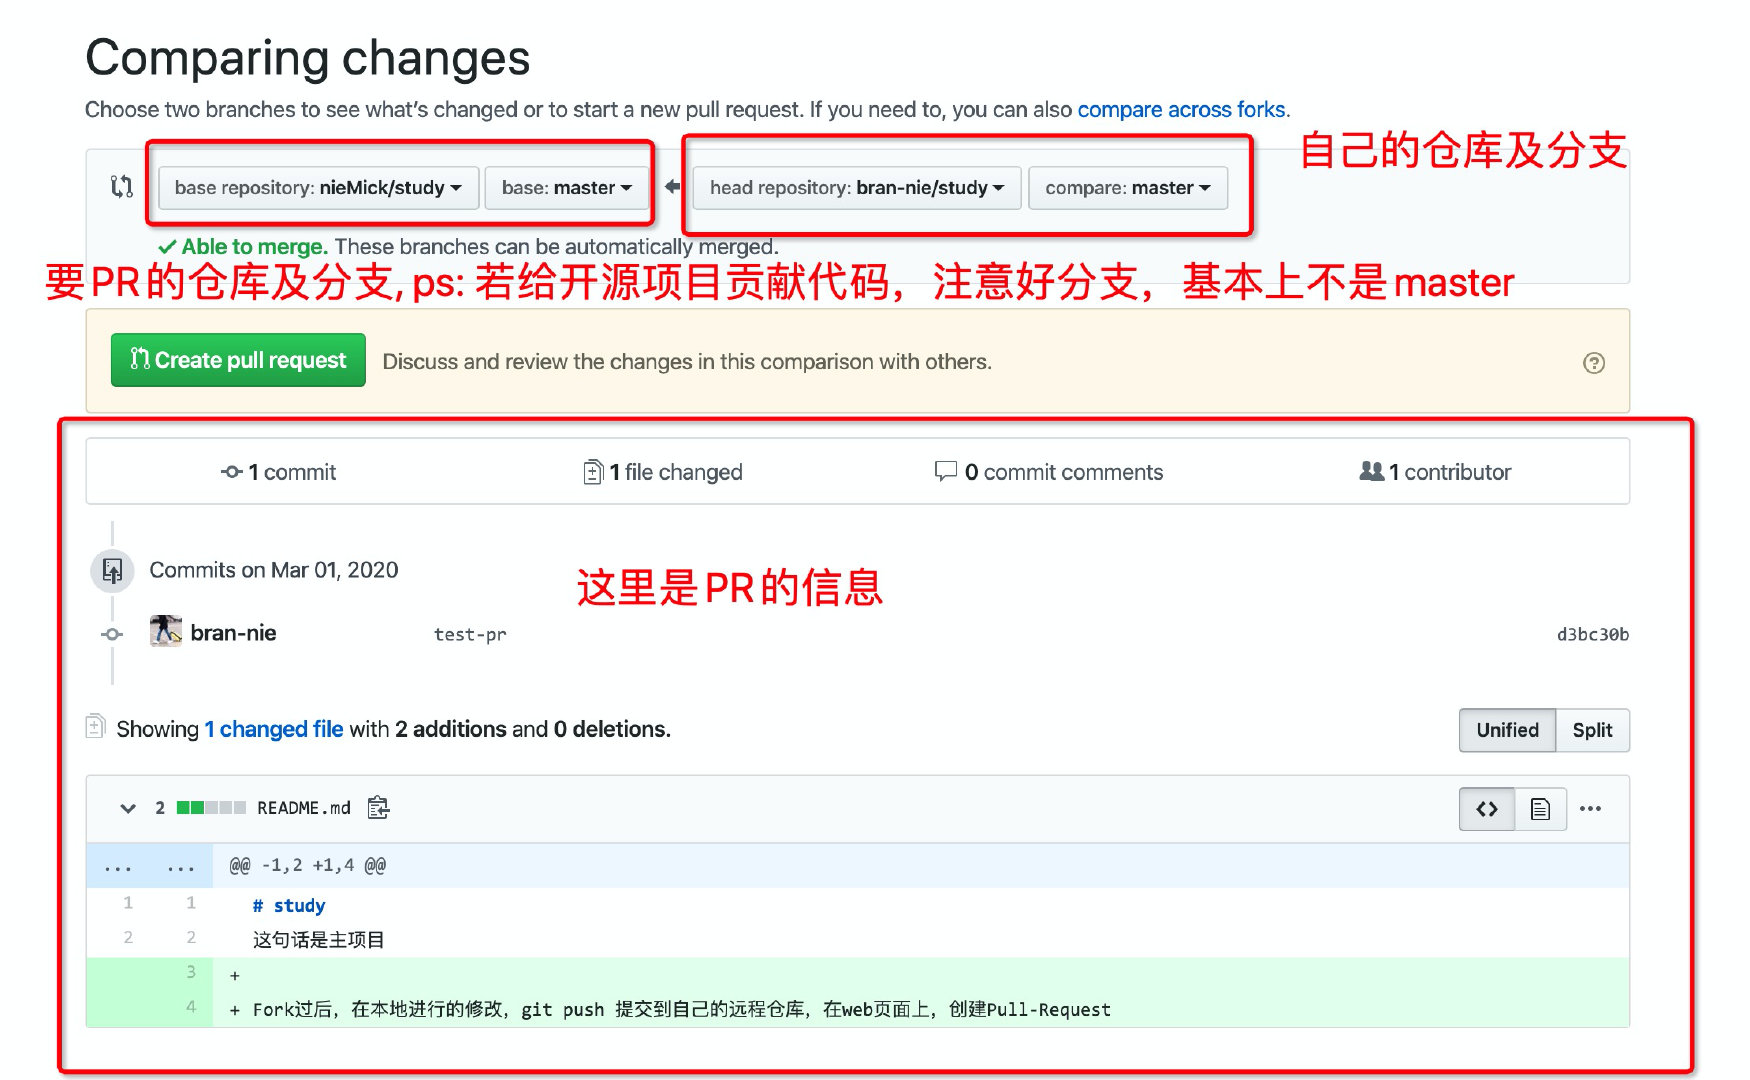 Comparing changes
Choose two branches to see what's changed or to start a new pull request. If you need to, you can also compare across forks.
自己的仓库及分支
base repository: nieMick/study base: master head repository: bran-nie/study compare: master
Able to merge. These branches can be automatically merged.
要PR的仓库及分支, ps: 若给开源项目贡献代码，注意好分支，基本上不是master
Create pull request Discuss and review the changes in this comparison with others.
1 commit 1 file changed 0 commit comments 1 contributor
Commits on Mar 01, 2020
这里是PR的信息
bran-nie test-pr d3bc30b
Showing 1 changed file with 2 additions and 0 deletions. Unified Split
2 README.md
... ... @@ -1,2 +1,4 @@
1 1 # study
2 2 这句话是主项目
3 +
4 + Fork过后，在本地进行的修改，git push 提交到自己的远程仓库，在web页面上，创建Pull-Request